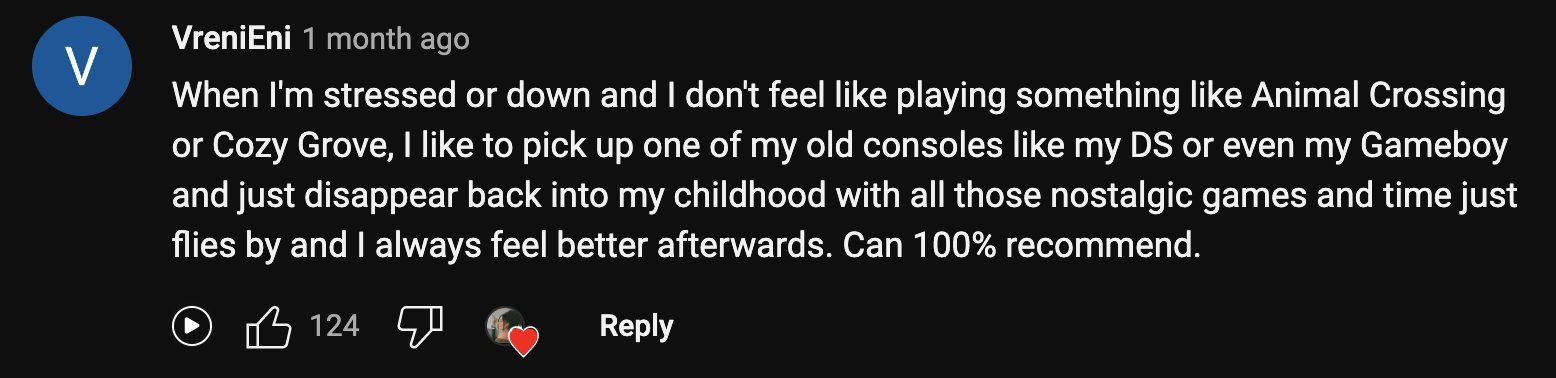 V
VreniEni 1 month ago
When I'm stressed or down and I don't feel like playing something like Animal Crossing
or Cozy Grove, I like to pick up one of my old consoles like my DS or even my Gameboy
and just disappear back into my childhood with all those nostalgic games and time just
flies by and I always feel better afterwards. Can 100% recommend.
124 Reply